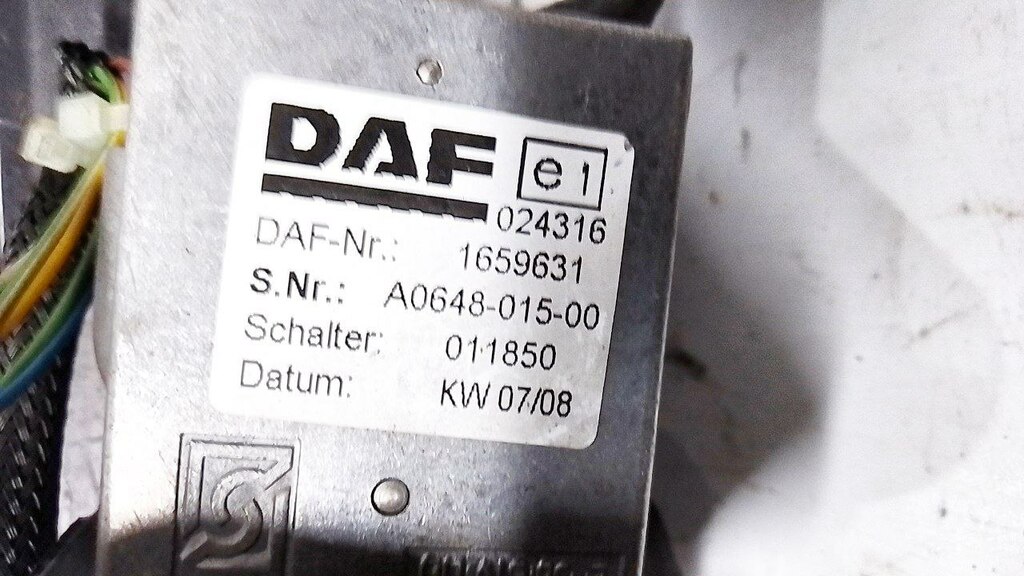 DAF e1
024316
DAF-Nr.: 1659631
S.Nr.: A0648-015-00
Schalter: 011850
Datum: KW 07/08